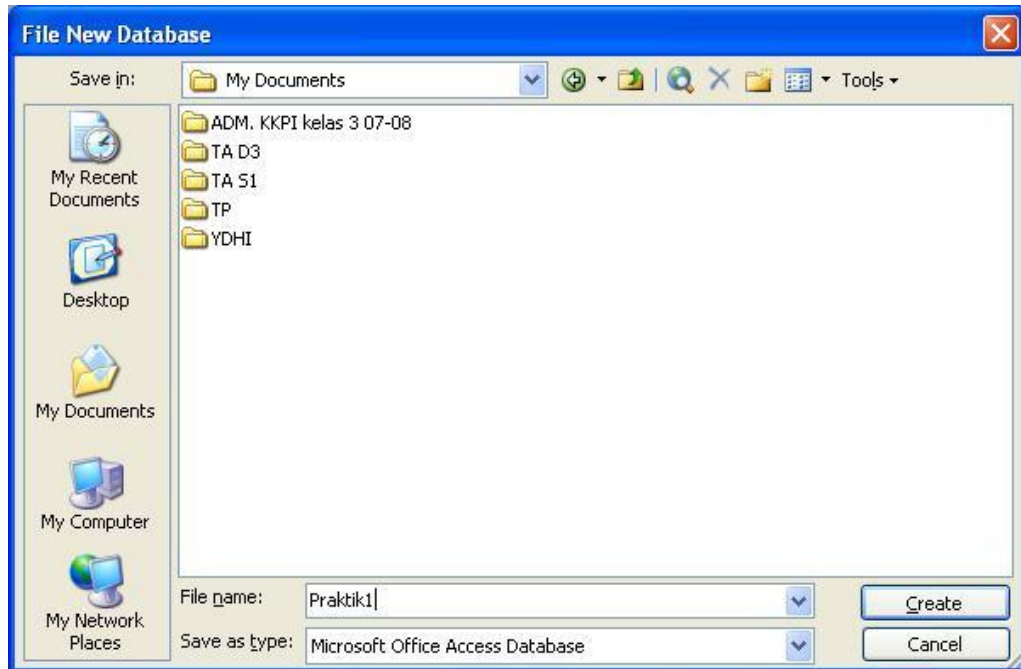 File New Database
Save in:
My Documents
Tools
My Recent
Documents
Desktop
My Documents
My Computer
My Network
Places
ADM. KKPI kelas 3 07-08
TA D3
TA S1
TP
YDHI
File name:
Praktik1
Create
Save as type:
Microsoft Office Access Database
Cancel